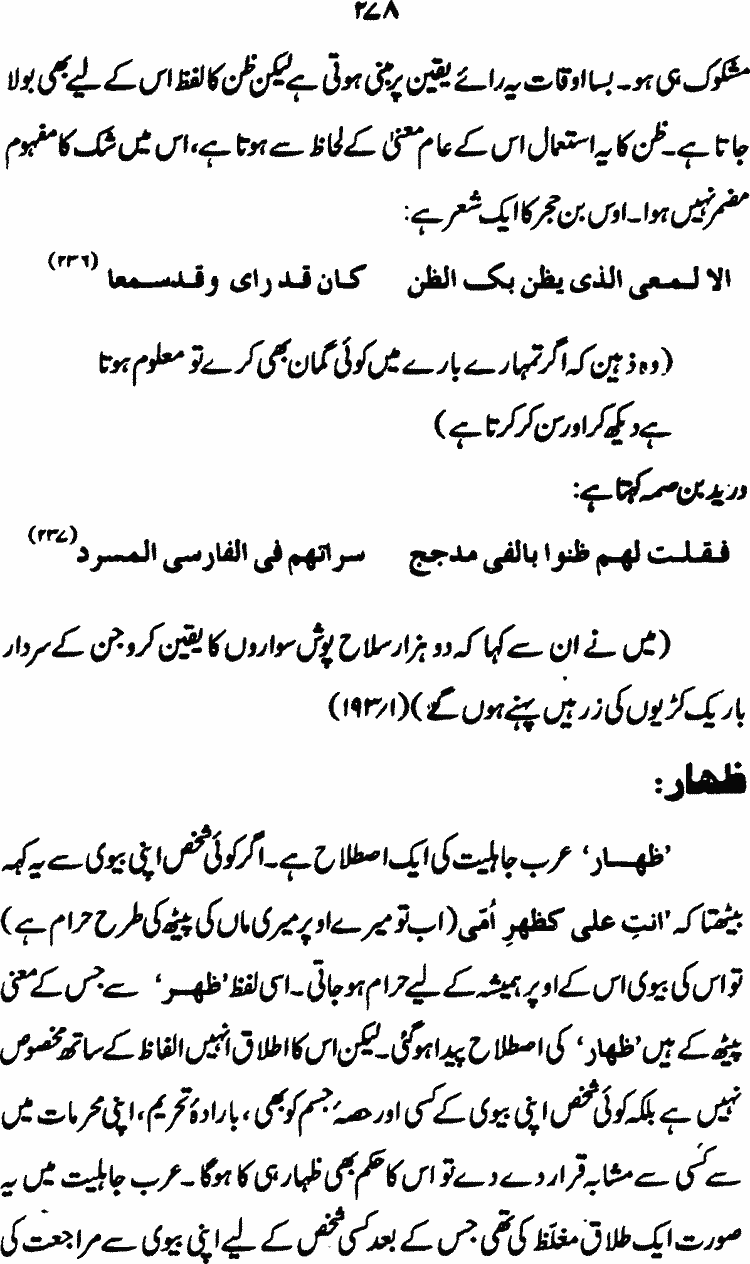 ۲۷۸
مشکوک ہی ہو۔ بسا اوقات یہ رائے یقین پر مبنی ہوتی ہے لیکن ظن کا لفظ اس کے لیے بھی بولا
جاتا ہے۔ ظن کا یہ استعمال اس کے عام معنیٰ کے لحاظ سے ہوتا ہے، اس میں شک کا مفہوم
مضمر نہیں ہوا۔ اوس بن حجر کا ایک شعر ہے:
الا لمعی الذی یظن بک الظن کان قد رای وقد سمعا (۲۳۶)
(وہ ذہین کہ اگر تمہارے بارے میں کوئی گمان بھی کرے تو معلوم ہوتا
ہے دیکھ کر اور سن کر کرتا ہے)
درید بن صمہ کہتا ہے:
فقلت لهم ظنوا بالفی مدجج سراتهم فی الفارسی المسرد (۲۳۷)
(میں نے ان سے کہا کہ دو ہزار سلاح پوش سواروں کا یقین کرو جن کے سردار
باریک کڑیوں کی زرہیں پہنے ہوں گے) (۱/۱۹۳)
ظهار:
’ظهار‘ عرب جاہلیت کی ایک اصطلاح ہے۔ اگر کوئی شخص اپنی بیوی سے یہ کہہ
بیٹھتا کہ ’انتِ علی کظهرِ اُمّی (اب تو میرے اوپر میری ماں کی پیٹھ کی طرح حرام ہے)
تو اس کی بیوی اس کے اوپر ہمیشہ کے لیے حرام ہو جاتی۔ اسی لفظ ’ظهر‘ سے جس کے معنی
پیٹھ کے ہیں ’ظهار‘ کی اصطلاح پیدا ہو گئی۔ لیکن اس کا اطلاق انہیں الفاظ کے ساتھ مخصوص
نہیں ہے بلکہ کوئی شخص اپنی بیوی کے کسی اور حصۂ جسم کو بھی، بارادۂ تحریم، اپنی محرمات میں
سے کسی سے مشابہ قرار دے دے تو اس کا حکم بھی ظہار ہی کا ہوگا۔ عرب جاہلیت میں یہ
صورت ایک طلاق مغلّظ کی تھی جس کے بعد کسی شخص کے لیے اپنی بیوی سے مراجعت کی